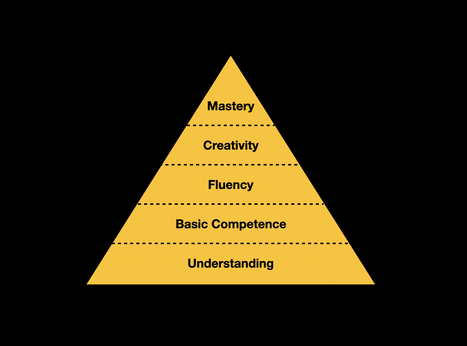 Mastery
Creativity
Fluency
Basic Competence
Understanding